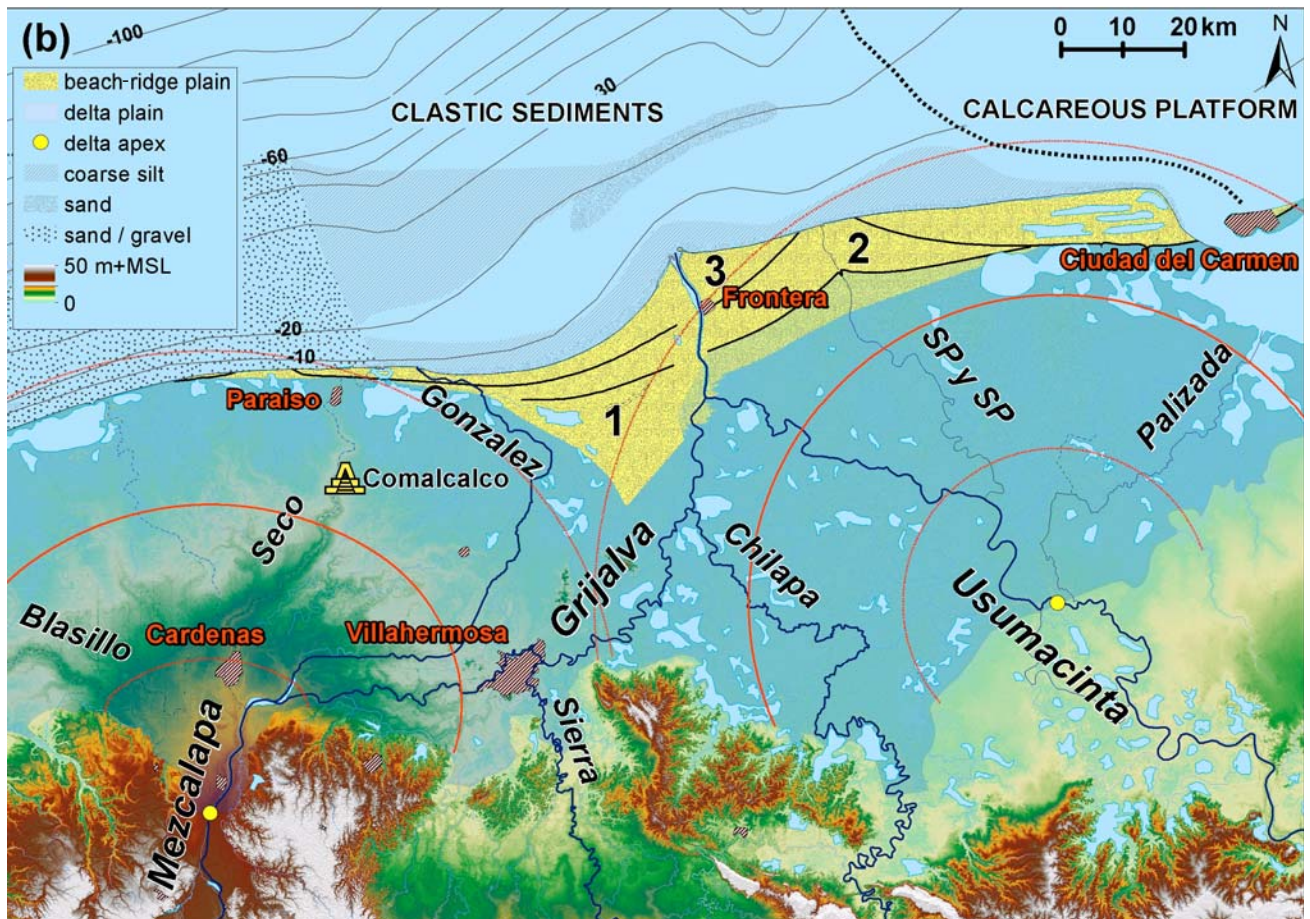 (b)
beach-ridge plain
delta plain
delta apex
coarse silt
sand
sand / gravel
50 m+MSL
0
0 20 km
N
-100
30
-60
-20
-10
CLASTIC SEDIMENTS
CALCAREOUS PLATFORM
1
2
3
Ciudad del Carmen
Frontera
Paraiso
Gonzalez
SP y SP
Palizada
Comalcalco
Seco
Grijalva
Chilapa
Usumacinta
Blasillo
Cardenas
Villahermosa
Sierra
Mezcalapa